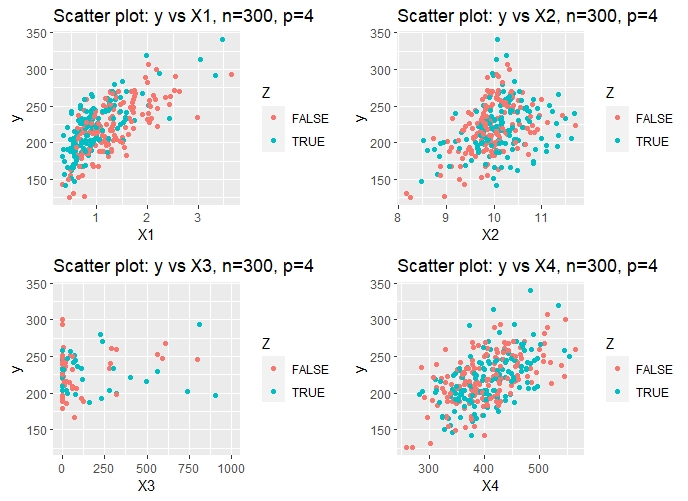 Scatter plot: y vs X1, n=300, p=4
350
300
250
200
150
y
1
2
3
X1
Z
FALSE
TRUE
Scatter plot: y vs X2, n=300, p=4
350
300
250
200
150
y
8
9
10
11
X2
Z
FALSE
TRUE
Scatter plot: y vs X3, n=300, p=4
350
300
250
200
150
y
0
250
500
750
1000
X3
Z
FALSE
TRUE
Scatter plot: y vs X4, n=300, p=4
350
300
250
200
150
y
300
400
500
X4
Z
FALSE
TRUE